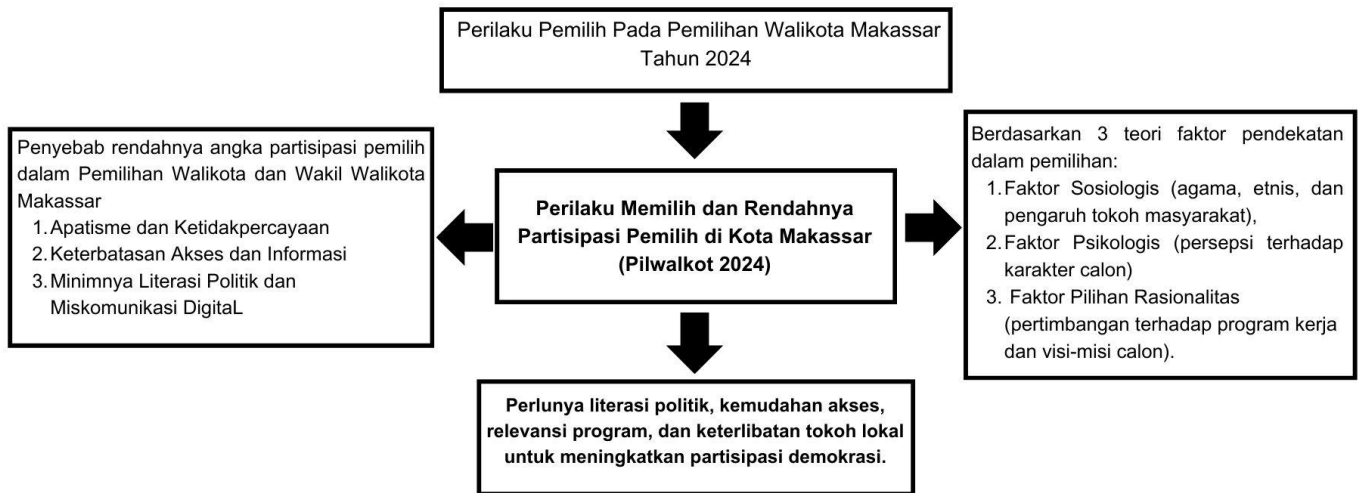 Perilaku Pemilih Pada Pemilihan Walikota Makassar
Tahun 2024
Penyebab rendahnya angka partisipasi pemilih
dalam Pemilihan Walikota dan Wakil Walikota
Makassar
1. Apatisme dan Ketidakpercayaan
2. Keterbatasan Akses dan Informasi
3. Minimnya Literasi Politik dan
Miskomunikasi DigitaL
Perilaku Memilih dan Rendahnya
Partisipasi Pemilih di Kota Makassar
(Pilwalkot 2024)
Berdasarkan 3 teori faktor pendekatan
dalam pemilihan:
1. Faktor Sosiologis (agama, etnis, dan
pengaruh tokoh masyarakat),
2. Faktor Psikologis (persepsi terhadap
karakter calon)
3. Faktor Pilihan Rasionalitas
(pertimbangan terhadap program kerja
dan visi-misi calon).
Perlunya literasi politik, kemudahan akses,
relevansi program, dan keterlibatan tokoh lokal
untuk meningkatkan partisipasi demokrasi.